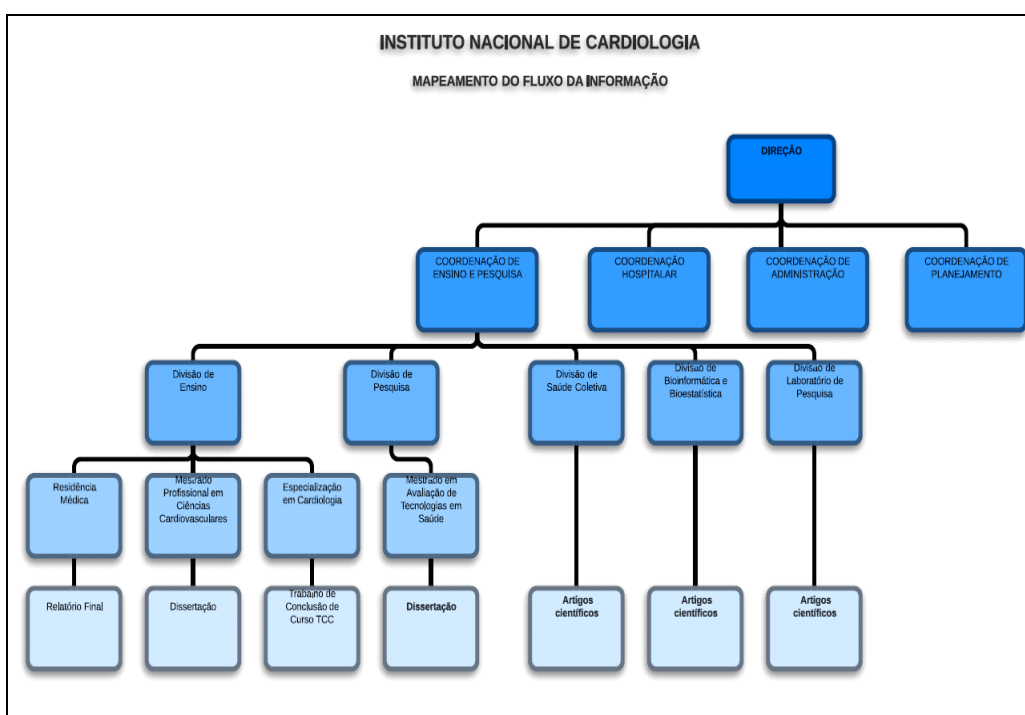 INSTITUTO NACIONAL DE CARDIOLOGIA
MAPEAMENTO DO FLUXO DA INFORMAÇÃO
DIREÇÃO
COORDENAÇÃO DE
ENSINO E PESQUISA
COORDENAÇÃO
HOSPITALAR
COORDENAÇÃO DE
ADMINISTRAÇÃO
COORDENAÇÃO DE
PLANEJAMENTO
Divisão de
Ensino
Divisão de
Pesquisa
Divisão de
Saúde Coletiva
Divisão de
Bioinformática e
Bioestatística
Divisão de
Laboratório de
Pesquisa
Residência
Médica
Mestrado
Profissional em
Ciências
Cardiovasculares
Especialização
em Cardiologia
Mestrado em
Avaliação de
Tecnologias em
Saúde
Relatório Final
Dissertação
Trabalho de
Conclusão de
Curso TCC
Dissertação
Artigos
científicos
Artigos
científicos
Artigos
científicos